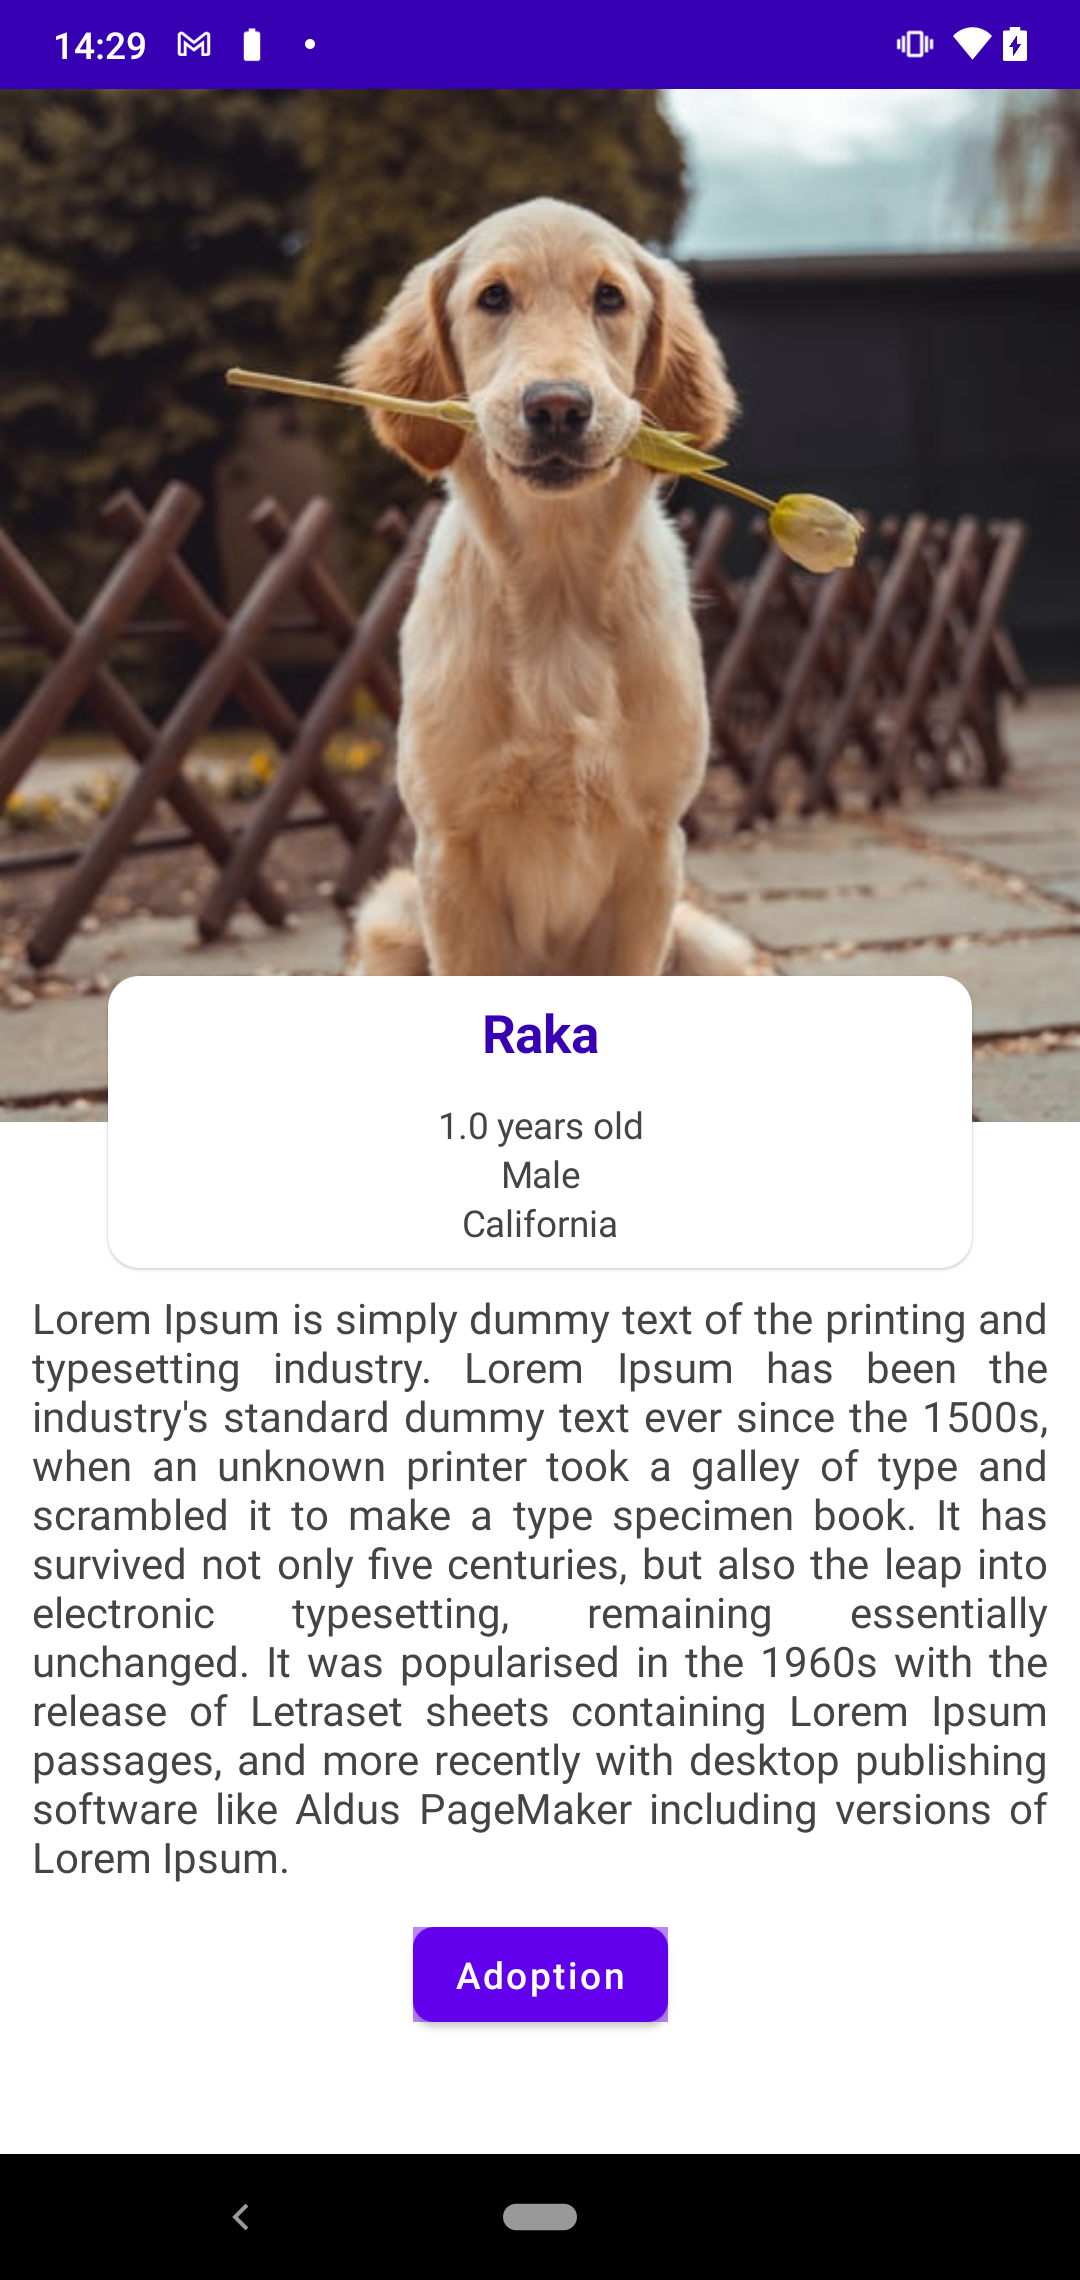 14:29
Raka
1.0 years old
Male
California
Lorem Ipsum is simply dummy text of the printing and
typesetting industry. Lorem Ipsum has been the
industry's standard dummy text ever since the 1500s,
when an unknown printer took a galley of type and
scrambled it to make a type specimen book. It has
survived not only five centuries, but also the leap into
electronic typesetting, remaining essentially
unchanged. It was popularised in the 1960s with the
release of Letraset sheets containing Lorem Ipsum
passages, and more recently with desktop publishing
software like Aldus PageMaker including versions of
Lorem Ipsum.
Adoption